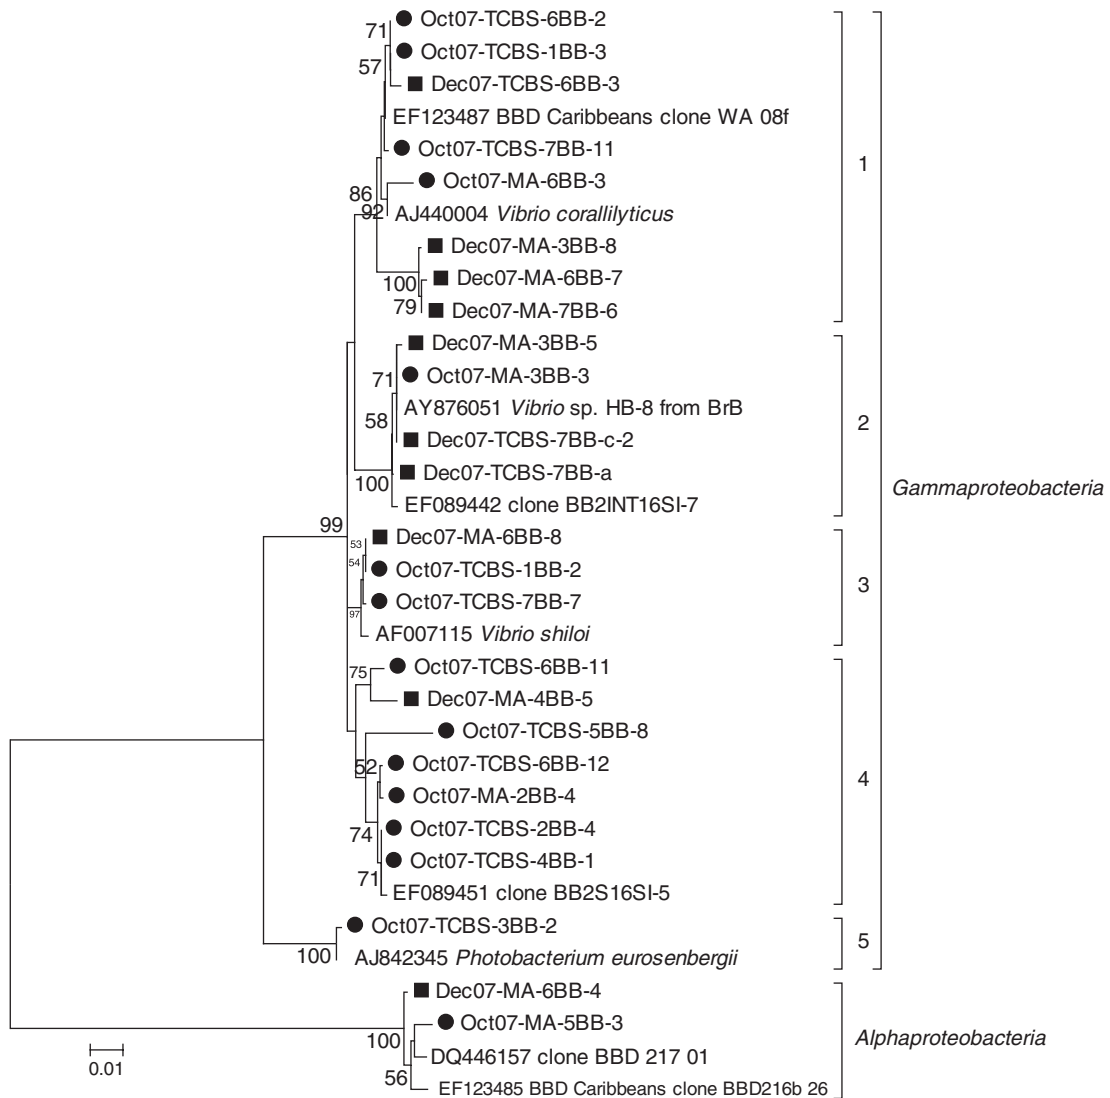 Oct07-TCBS-6BB-2
71
Oct07-TCBS-1BB-3
57
Dec07-TCBS-6BB-3
EF123487 BBD Caribbeans clone WA 08f
Oct07-TCBS-7BB-11
1
Oct07-MA-6BB-3
86
92
AJ440004 Vibrio corallilyticus
Dec07-MA-3BB-8
100
Dec07-MA-6BB-7
79
Dec07-MA-7BB-6
Dec07-MA-3BB-5
71
Oct07-MA-3BB-3
AY876051 Vibrio sp. HB-8 from BrB
58
2
Dec07-TCBS-7BB-c-2
Dec07-TCBS-7BB-a
100
Gammaproteobacteria
EF089442 clone BB2INT16SI-7
99
Dec07-MA-6BB-8
53
54
Oct07-TCBS-1BB-2
3
Oct07-TCBS-7BB-7
97
AF007115 Vibrio shiloi
75
Oct07-TCBS-6BB-11
Dec07-MA-4BB-5
Oct07-TCBS-5BB-8
52
Oct07-TCBS-6BB-12
4
Oct07-MA-2BB-4
74
Oct07-TCBS-2BB-4
Oct07-TCBS-4BB-1
71
EF089451 clone BB2S16SI-5
Oct07-TCBS-3BB-2
5
100
AJ842345 Photobacterium eurosenbergii
Dec07-MA-6BB-4
Oct07-MA-5BB-3
100
Alphaproteobacteria
DQ446157 clone BBD 217 01
0.01
56
EF123485 BBD Caribbeans clone BBD216b 26